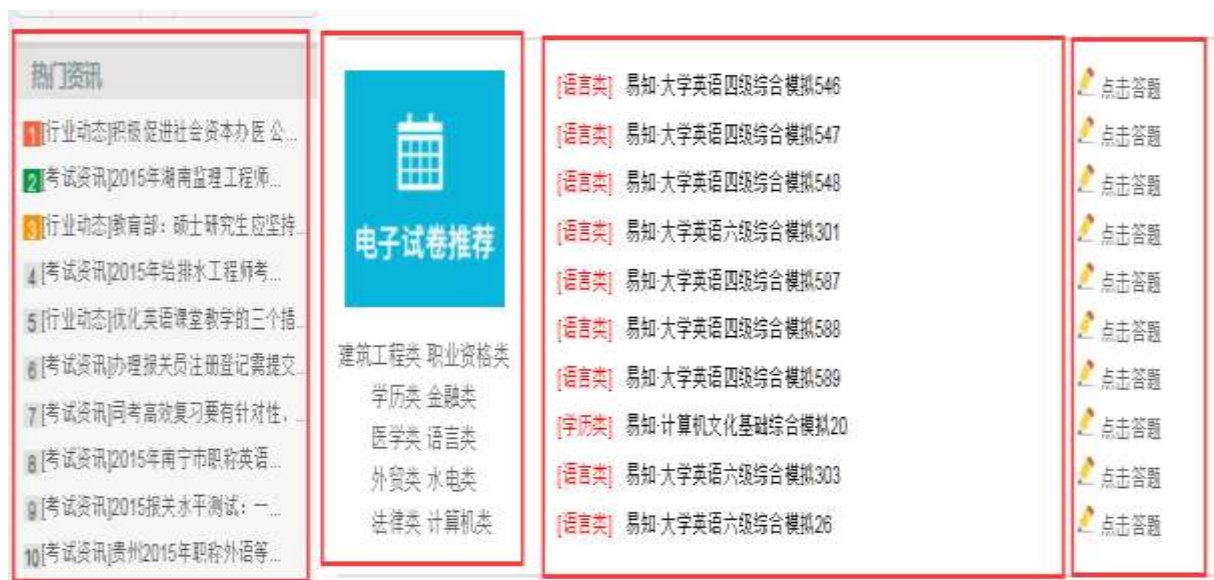 热门资讯
1 [行业动态]积极促进社会资本办医 公...
2 [考试资讯]2015年湖南监理工程师...
3 [行业动态]教育部：硕士研究生应坚持...
4 [考试资讯]2015年给排水工程师考...
5 [行业动态]优化英语课堂教学的三个措...
6 [考试资讯]办理报关员注册登记需提交...
7 [考试资讯]司考高效复习要有针对性，...
8 [考试资讯]2015年南宁市职称英语...
9 [考试资讯]2015报关水平测试：一...
10 [考试资讯]贵州2015年职称外语等...
电子试卷推荐
建筑工程类 职业资格类
学历类 金融类
医学类 语言类
外贸类 水电类
法律类 计算机类
[语言类] 易知·大学英语四级综合模拟546 点击答题
[语言类] 易知·大学英语四级综合模拟547 点击答题
[语言类] 易知·大学英语四级综合模拟548 点击答题
[语言类] 易知·大学英语六级综合模拟301 点击答题
[语言类] 易知·大学英语四级综合模拟587 点击答题
[语言类] 易知·大学英语四级综合模拟588 点击答题
[语言类] 易知·大学英语四级综合模拟589 点击答题
[学历类] 易知·计算机文化基础综合模拟20 点击答题
[语言类] 易知·大学英语六级综合模拟303 点击答题
[语言类] 易知·大学英语六级综合模拟26 点击答题